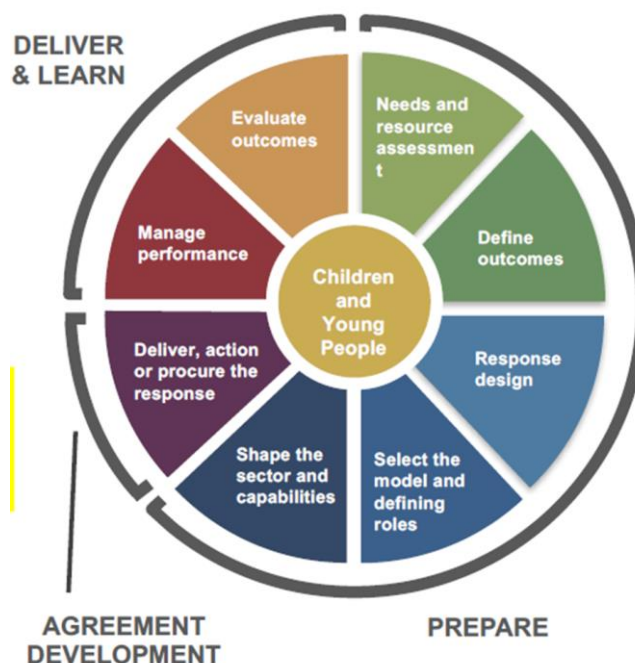 DELIVER
& LEARN
Evaluate
outcomes
Needs and
resource
assessmen
t
Manage
performance
Define
outcomes
Children
and
Young
People
Deliver, action
or procure the
response
Response
design
Shape the
sector and
capabilities
Select the
model and
defining
roles
AGREEMENT
DEVELOPMENT
PREPARE